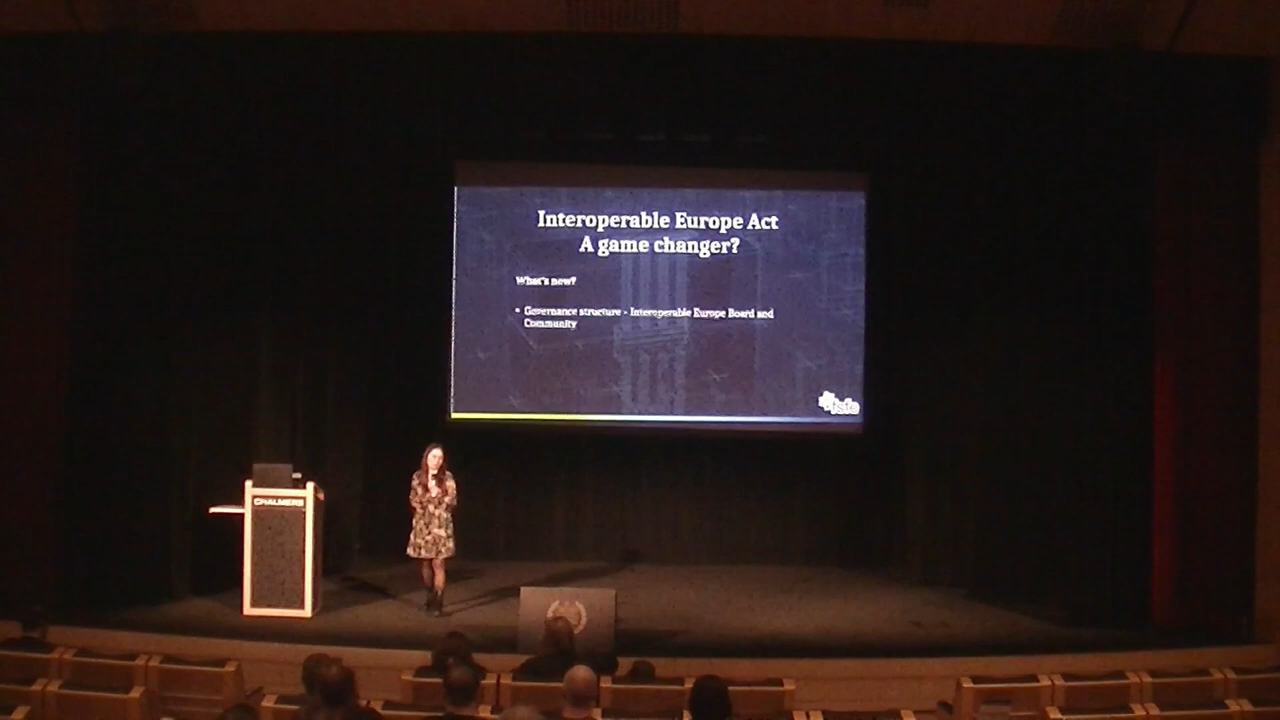 Interoperable Europe Act
A game changer?
What's new?
• Governance structure - Interoperable Europe Board and
Community
fsfe
CHALMERS